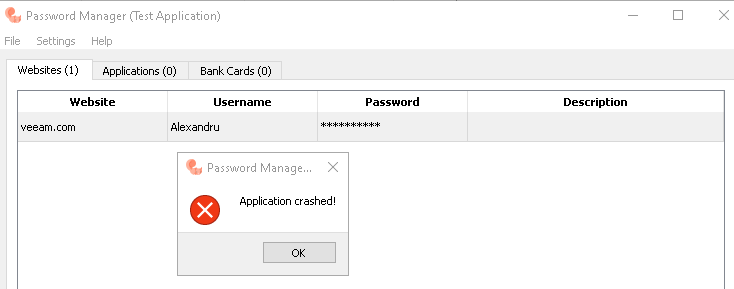 Password Manager (Test Application)
File Settings Help
Websites (1) Applications (0) Bank Cards (0)
Website Username Password Description
veeam.com Alexandru **********
Password Manage...
Application crashed!
OK